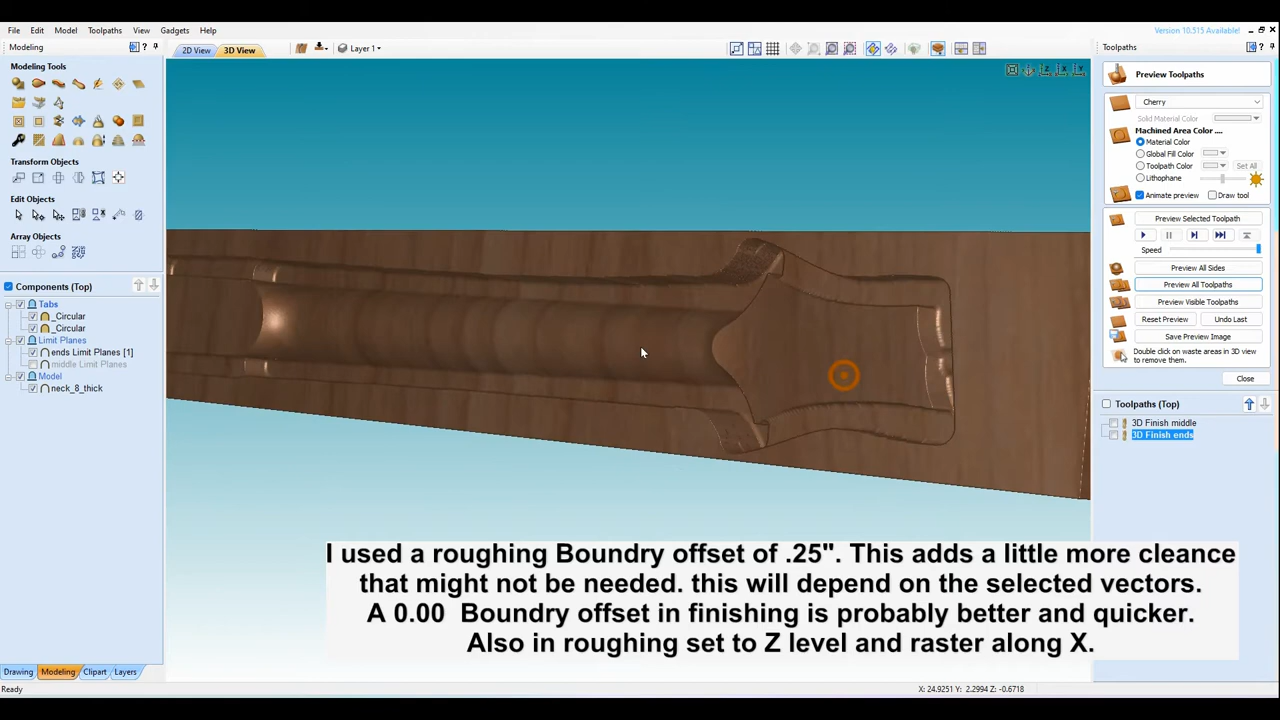 File Edit Model Toolpaths View Gadgets Help
Version 10.515 Available!
Modeling ?
2D View 3D View Layer 1
Toolpaths ?
Modeling Tools
Transform Objects
Edit Objects
Array Objects
Components (Top)
Tabs
_Circular
_Circular
Limit Planes
ends Limit Planes [1]
middle Limit Planes
Model
neck_8_thick
Drawing Modeling Clipart Layers
Ready
X: 24.9251 Y: 2.2994 Z: -0.6718
Preview Toolpaths
Cherry
Solid Material Color
Machined Area Color ....
Material Color
Global Fill Color
Toolpath Color Set All
Lithophane
Animate preview Draw tool
Preview Selected Toolpath
Speed
Preview All Sides
Preview All Toolpaths
Preview Visible Toolpaths
Reset Preview Undo Last
Save Preview Image
Double click on waste areas in 3D view
to remove them.
Close
Toolpaths (Top)
3D Finish middle
3D Finish ends
I used a roughing Boundry offset of .25". This adds a little more cleance
that might not be needed. this will depend on the selected vectors.
A 0.00 Boundry offset in finishing is probably better and quicker.
Also in roughing set to Z level and raster along X.